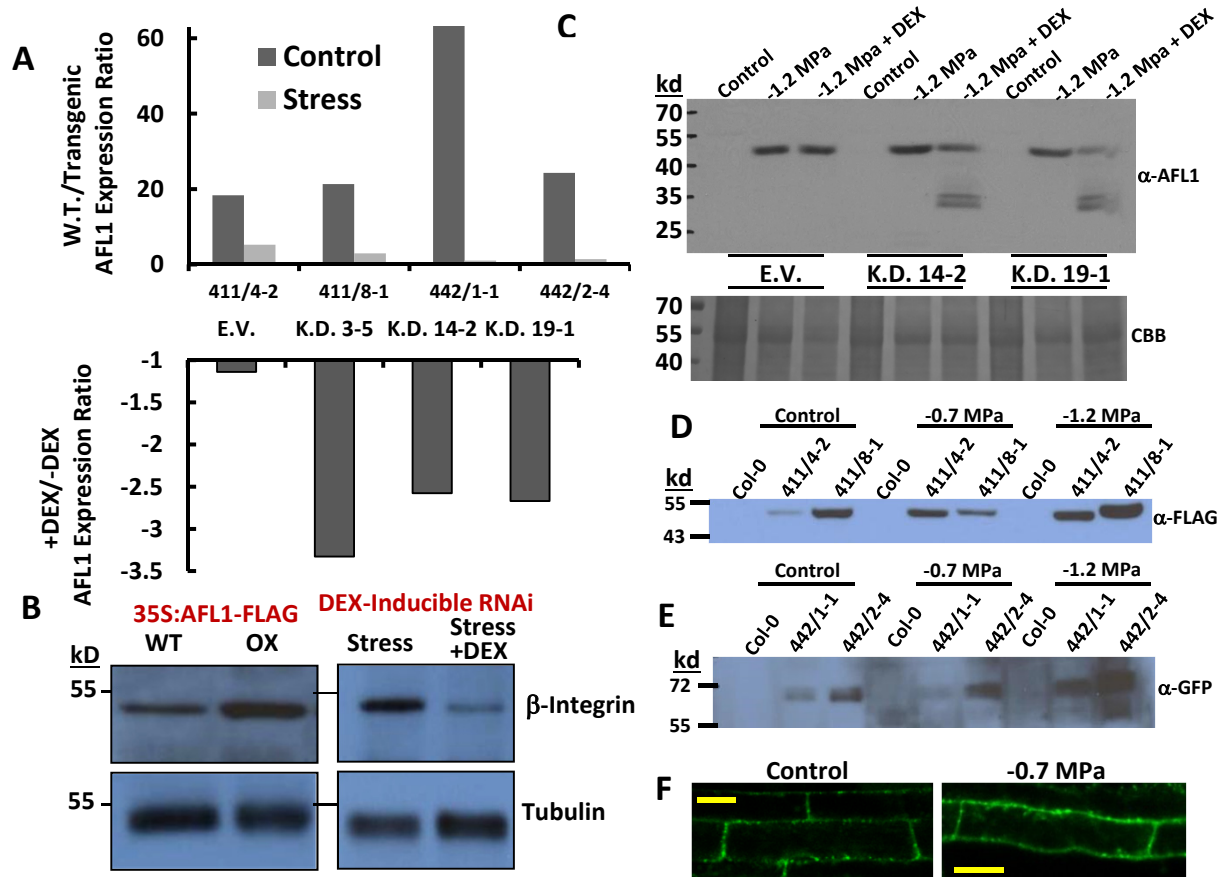 A
W.T./Transgenic
AFL1 Expression Ratio
60
40
20
0
Control
Stress
411/4-2 411/8-1 442/1-1 442/2-4
E.V. K.D. 3-5 K.D. 14-2 K.D. 19-1
+DEX/-DEX
AFL1 Expression Ratio
-1
-1.5
-2
-2.5
-3
-3.5
B
35S:AFL1-FLAG DEX-Inducible RNAi
WT OX Stress Stress
+DEX
kD
55
β-Integrin
55
Tubulin
C
Control -1.2 MPa -1.2 Mpa + DEX Control -1.2 MPa -1.2 Mpa + DEX Control -1.2 MPa -1.2 Mpa + DEX
kd
70
55
40
35
25
α-AFL1
E.V. K.D. 14-2 K.D. 19-1
70
55
40
CBB
D
Control -0.7 MPa -1.2 MPa
Col-0 411/4-2 411/8-1 Col-0 411/4-2 411/8-1 Col-0 411/4-2 411/8-1
kd
55
43
α-FLAG
E
Control -0.7 MPa -1.2 MPa
Col-0 442/1-1 442/2-4 Col-0 442/1-1 442/2-4 Col-0 442/1-1 442/2-4
kd
72
55
α-GFP
F
Control -0.7 MPa